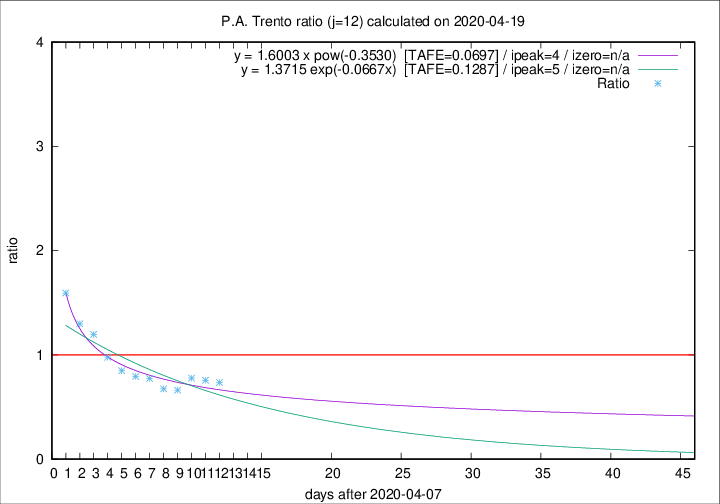 P.A. Trento ratio (j=12) calculated on 2020-04-19
y = 1.6003 x pow(-0.3530) [TAFE=0.0697] / ipeak=4 / izero=n/a
y = 1.3715 exp(-0.0667x) [TAFE=0.1287] / ipeak=5 / izero=n/a
Ratio
4
3
2
1
0
ratio
0 1 2 3 4 5 6 7 8 9 10 11 12 13 14 15 20 25 30 35 40 45
days after 2020-04-07